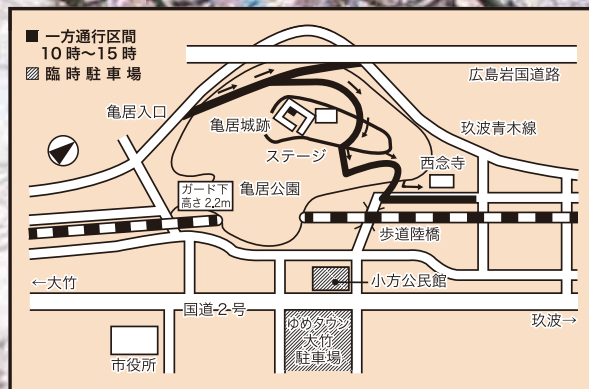 ■ 一方通行区間
10時～15時
▨ 臨時駐車場
広島岩国道路
亀居入口
亀居城跡
玖波青木線
ステージ
西念寺
ガード下
高さ2.2m
亀居公園
歩道陸橋
←大竹
小方公民館
国道2号
ゆめタウン
大竹
駐車場
玖波→
市役所